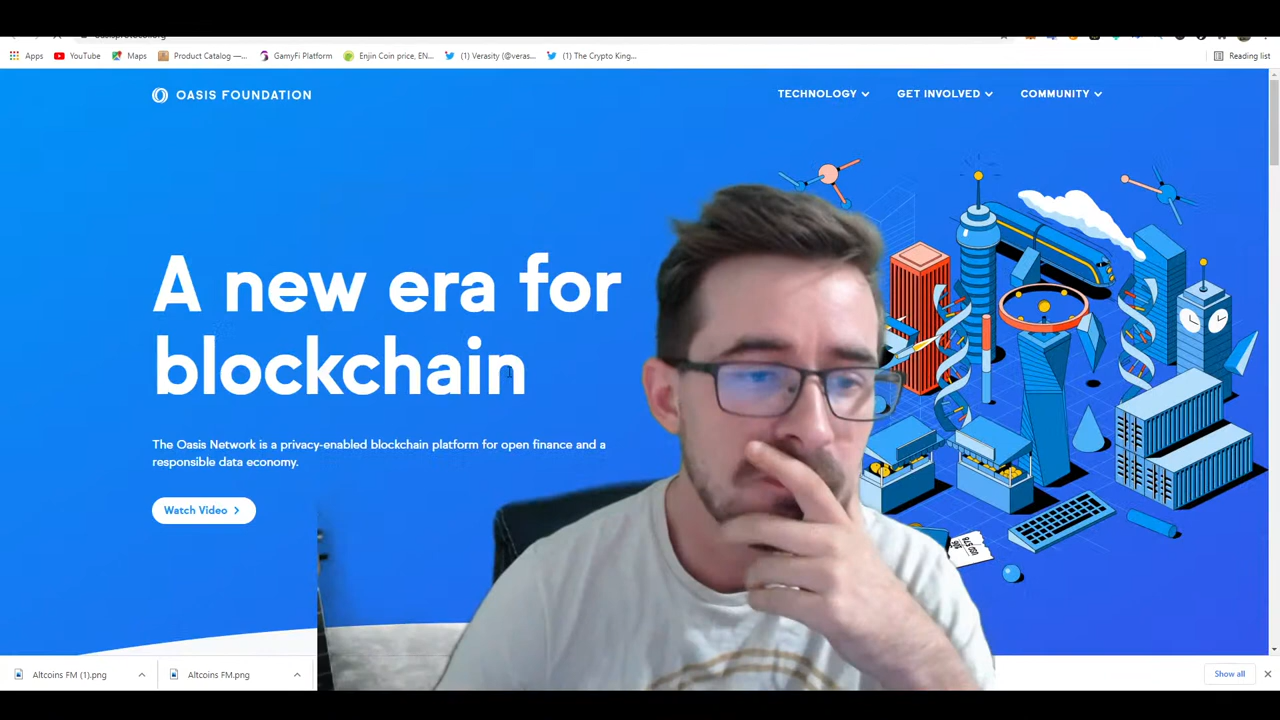 Apps
YouTube
Maps
Product Catalog —...
GamyFi Platform
Enjin Coin price, EN...
(1) Verasity (@veras...
(1) The Crypto King...
Reading list
OASIS FOUNDATION
TECHNOLOGY
GET INVOLVED
COMMUNITY
A new era for
blockchain
The Oasis Network is a privacy-enabled blockchain platform for open finance and a
responsible data economy.
Watch Video
Altcoins FM (1).png
Altcoins FM.png
Show all